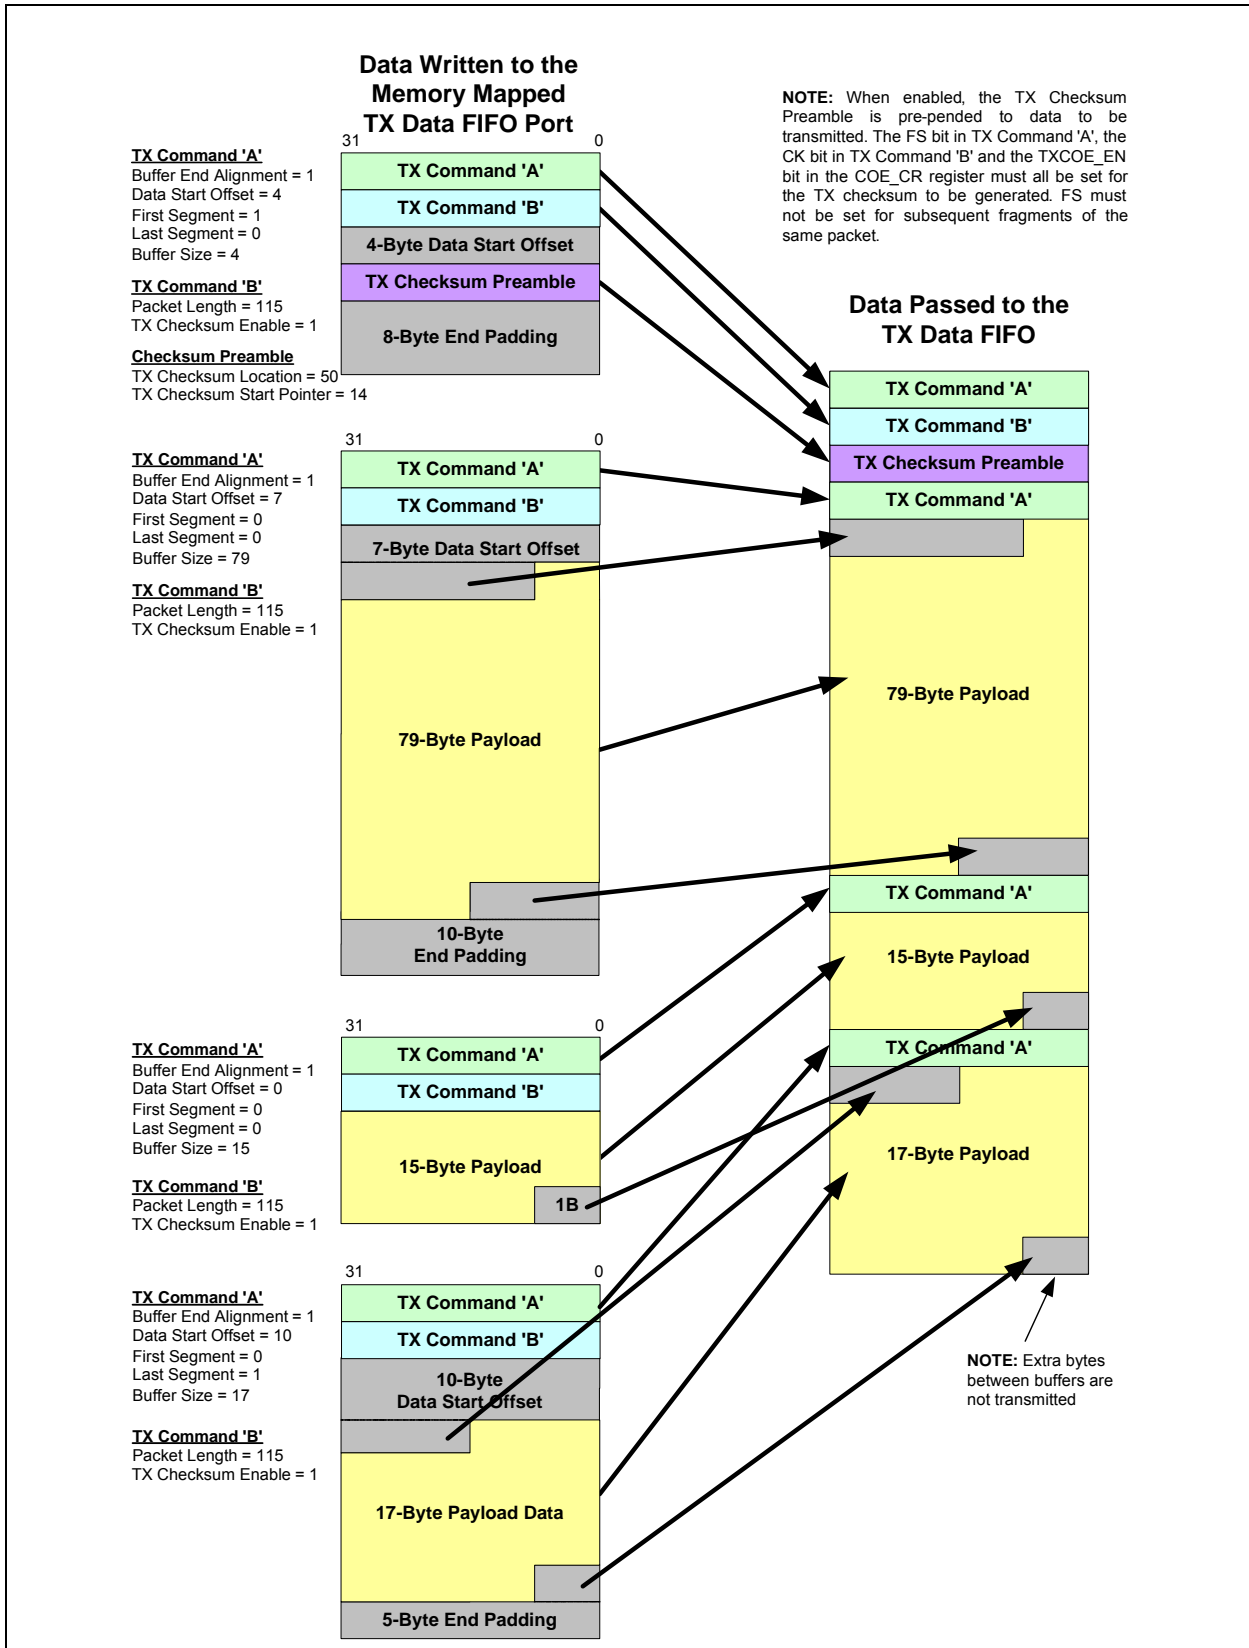 Data Written to the
Memory Mapped
TX Data FIFO Port
31 0
TX Command 'A'
Buffer End Alignment = 1
Data Start Offset = 4
First Segment = 1
Last Segment = 0
Buffer Size = 4
TX Command 'B'
Packet Length = 115
TX Checksum Enable = 1
Checksum Preamble
TX Checksum Location = 50
TX Checksum Start Pointer = 14
TX Command 'A'
TX Command 'B'
4-Byte Data Start Offset
TX Checksum Preamble
8-Byte End Padding
NOTE: When enabled, the TX Checksum
Preamble is pre-pended to data to be
transmitted. The FS bit in TX Command 'A', the
CK bit in TX Command 'B' and the TXCOE_EN
bit in the COE_CR register must all be set for
the TX checksum to be generated. FS must
not be set for subsequent fragments of the
same packet.
31 0
TX Command 'A'
Buffer End Alignment = 1
Data Start Offset = 7
First Segment = 0
Last Segment = 0
Buffer Size = 79
TX Command 'B'
Packet Length = 115
TX Checksum Enable = 1
TX Command 'A'
TX Command 'B'
7-Byte Data Start Offset
79-Byte Payload
10-Byte
End Padding
31 0
TX Command 'A'
Buffer End Alignment = 1
Data Start Offset = 0
First Segment = 0
Last Segment = 0
Buffer Size = 15
TX Command 'B'
Packet Length = 115
TX Checksum Enable = 1
TX Command 'A'
TX Command 'B'
15-Byte Payload
1B
31 0
TX Command 'A'
Buffer End Alignment = 1
Data Start Offset = 10
First Segment = 0
Last Segment = 1
Buffer Size = 17
TX Command 'B'
Packet Length = 115
TX Checksum Enable = 1
TX Command 'A'
TX Command 'B'
10-Byte
Data Start Offset
17-Byte Payload Data
5-Byte End Padding
Data Passed to the
TX Data FIFO
TX Command 'A'
TX Command 'B'
TX Checksum Preamble
TX Command 'A'
79-Byte Payload
TX Command 'A'
15-Byte Payload
TX Command 'A'
17-Byte Payload
NOTE: Extra bytes
between buffers are
not transmitted